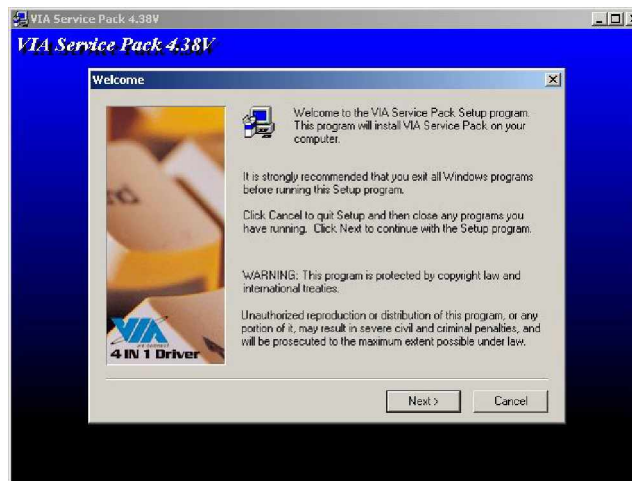 VIA Service Pack 4.38V
VIA Service Pack 4.38V
Welcome
Welcome to the VIA Service Pack Setup program.
This program will install VIA Service Pack on your
computer.
It is strongly recommended that you exit all Windows programs
before running this Setup program.
Click Cancel to quit Setup and then close any programs you
have running. Click Next to continue with the Setup program.
WARNING: This program is protected by copyright law and
international treaties.
Unauthorized reproduction or distribution of this program, or any
portion of it, may result in severe civil and criminal penalties, and
will be prosecuted to the maximum extent possible under law.
VIA
4 IN 1 Driver
Next >
Cancel